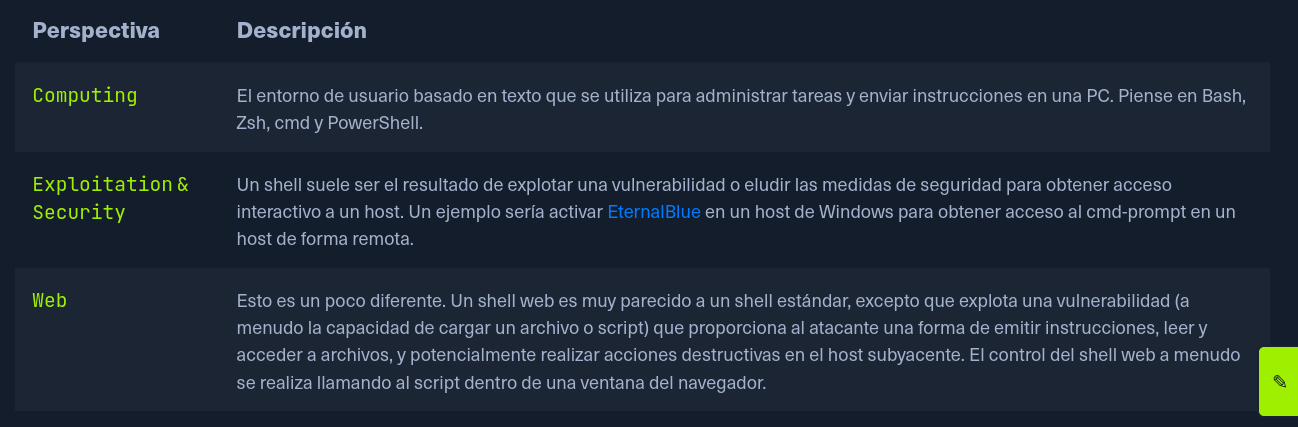 Perspectiva Descripción
Computing El entorno de usuario basado en texto que se utiliza para administrar tareas y enviar instrucciones en una PC. Piense en Bash,
Zsh, cmd y PowerShell.
Exploitation & Un shell suele ser el resultado de explotar una vulnerabilidad o eludir las medidas de seguridad para obtener acceso
Security interactivo a un host. Un ejemplo sería activar EternalBlue en un host de Windows para obtener acceso al cmd-prompt en un
host de forma remota.
Web Esto es un poco diferente. Un shell web es muy parecido a un shell estándar, excepto que explota una vulnerabilidad (a
menudo la capacidad de cargar un archivo o script) que proporciona al atacante una forma de emitir instrucciones, leer y
acceder a archivos, y potencialmente realizar acciones destructivas en el host subyacente. El control del shell web a menudo
se realiza llamando al script dentro de una ventana del navegador.